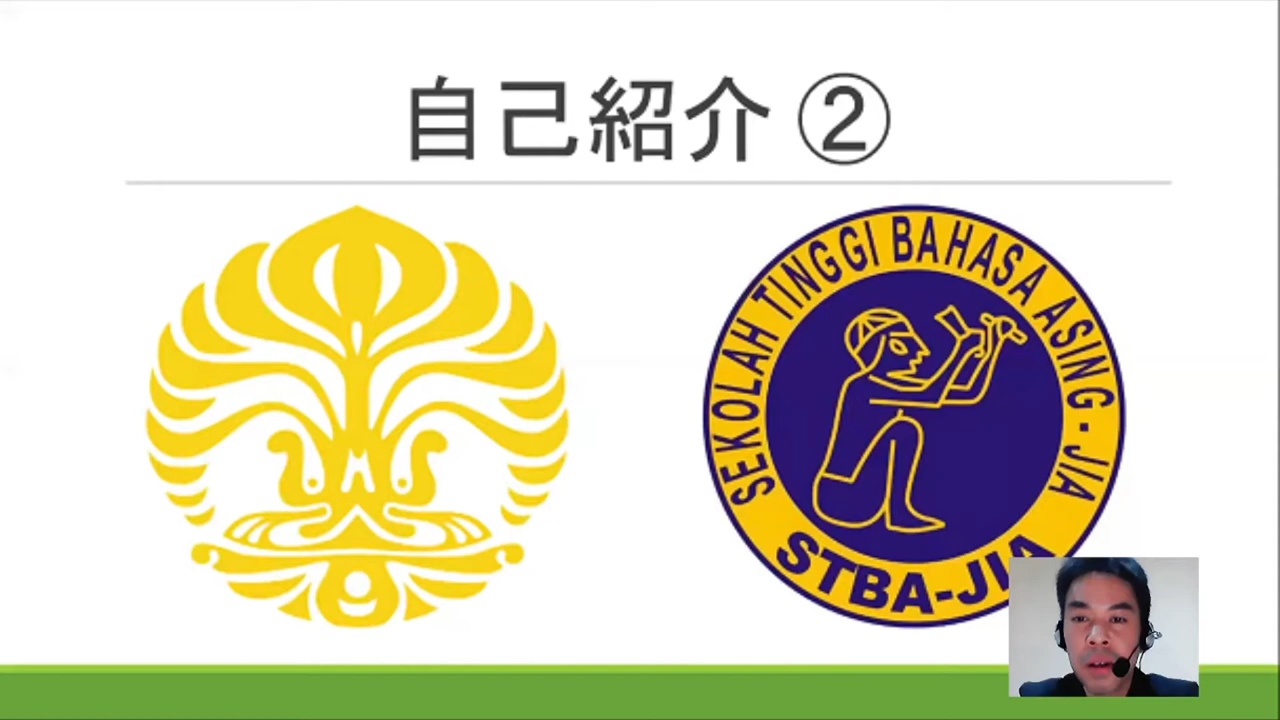 自己紹介 ②
SEKOLAH TINGGI BAHASA ASING - JIA
STBA-JIA